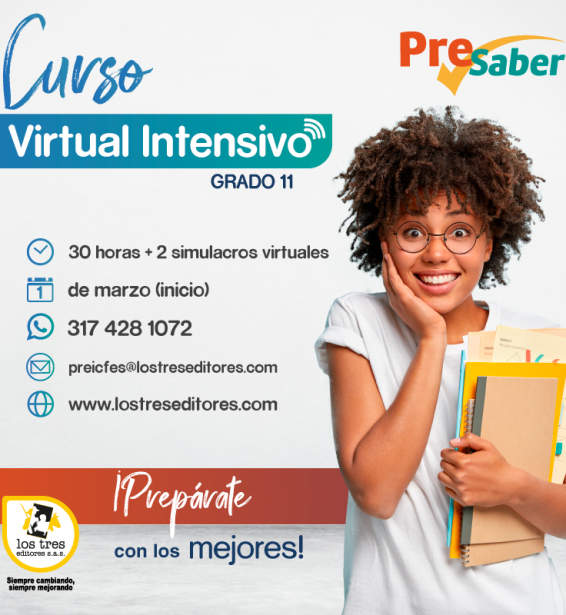 Curso
PreSaber
Virtual Intensivo
GRADO 11
30 horas + 2 simulacros virtuales
1 de marzo (inicio)
317 428 1072
preicfes@lostreseditores.com
www.lostreseditores.com
¡Prepárate
con los mejores!
los tres
editores s.a.s.
Siempre cambiando,
siempre mejorando